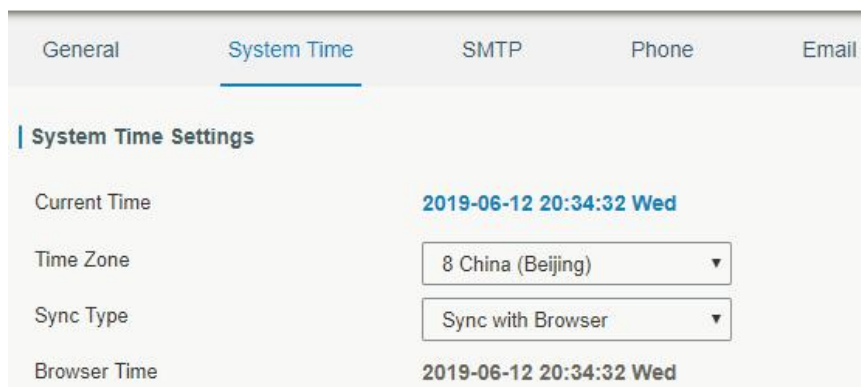 General System Time SMTP Phone Email
System Time Settings
Current Time 2019-06-12 20:34:32 Wed
Time Zone 8 China (Beijing)
Sync Type Sync with Browser
Browser Time 2019-06-12 20:34:32 Wed